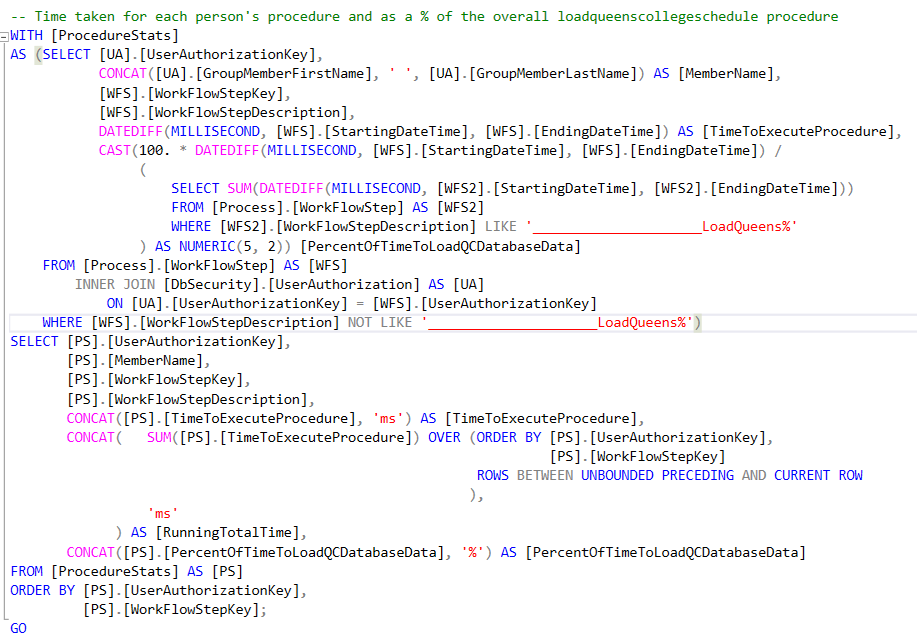 -- Time taken for each person's procedure and as a % of the overall loadqueenscollegeschedule procedure
WITH [ProcedureStats]
AS (SELECT [UA].[UserAuthorizationKey],
CONCAT([UA].[GroupMemberFirstName], ' ', [UA].[GroupMemberLastName]) AS [MemberName],
[WFS].[WorkFlowStepKey],
[WFS].[WorkFlowStepDescription],
DATEDIFF(MILLISECOND, [WFS].[StartingDateTime], [WFS].[EndingDateTime]) AS [TimeToExecuteProcedure],
CAST(100. * DATEDIFF(MILLISECOND, [WFS].[StartingDateTime], [WFS].[EndingDateTime]) /
(
SELECT SUM(DATEDIFF(MILLISECOND, [WFS2].[StartingDateTime], [WFS2].[EndingDateTime]))
FROM [Process].[WorkFlowStep] AS [WFS2]
WHERE [WFS2].[WorkFlowStepDescription] LIKE '_____________________LoadQueens%'
) AS NUMERIC(5, 2)) [PercentOfTimeToLoadQCDatabaseData]
FROM [Process].[WorkFlowStep] AS [WFS]
INNER JOIN [DbSecurity].[UserAuthorization] AS [UA]
ON [UA].[UserAuthorizationKey] = [WFS].[UserAuthorizationKey]
WHERE [WFS].[WorkFlowStepDescription] NOT LIKE '_____________________LoadQueens%')
SELECT [PS].[UserAuthorizationKey],
[PS].[MemberName],
[PS].[WorkFlowStepKey],
[PS].[WorkFlowStepDescription],
CONCAT([PS].[TimeToExecuteProcedure], 'ms') AS [TimeToExecuteProcedure],
CONCAT(   SUM([PS].[TimeToExecuteProcedure]) OVER (ORDER BY [PS].[UserAuthorizationKey],
[PS].[WorkFlowStepKey]
ROWS BETWEEN UNBOUNDED PRECEDING AND CURRENT ROW
),
'ms'
) AS [RunningTotalTime],
CONCAT([PS].[PercentOfTimeToLoadQCDatabaseData], '%') AS [PercentOfTimeToLoadQCDatabaseData]
FROM [ProcedureStats] AS [PS]
ORDER BY [PS].[UserAuthorizationKey],
[PS].[WorkFlowStepKey];
GO